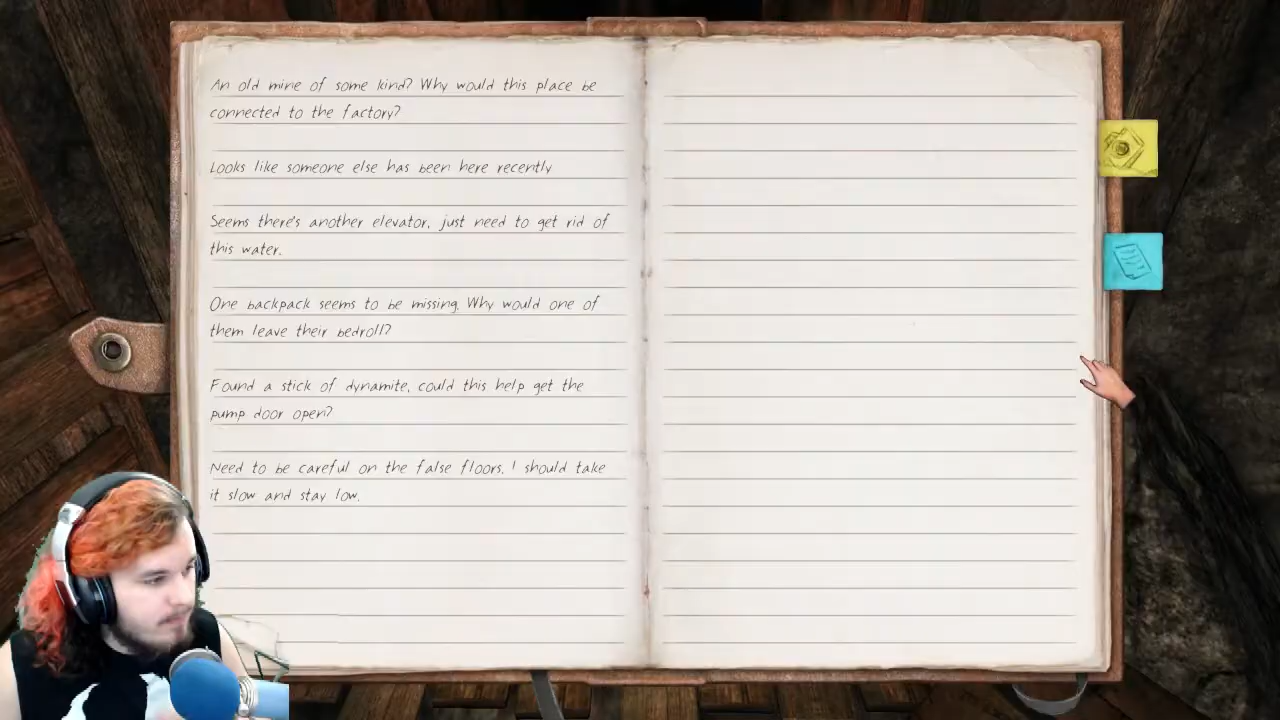 An old mine of some kind? Why would this place be
connected to the factory?
Looks like someone else has been here recently
Seems there's another elevator, just need to get rid of
this water.
One backpack seems to be missing. Why would one of
them leave their bedroll?
Found a stick of dynamite, could this help get the
pump door open?
Need to be careful on the false floors. I should take
it slow and stay low.